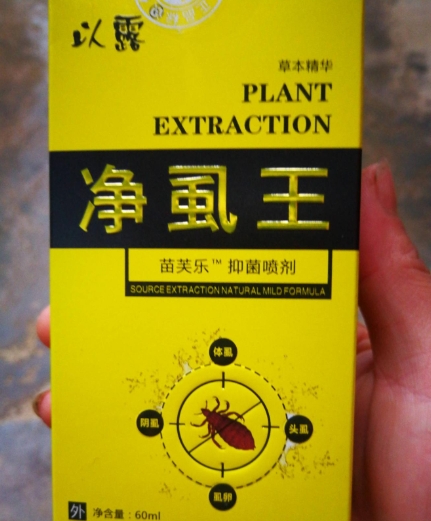 以露
草本精华
PLANT
EXTRACTION
净虱王
苗芙乐™ 抑菌喷剂
SOURCE EXTRACTION NATURAL MILD FORMULA
体虱
阴虱
头虱
虱卵
外 净含量:60ml